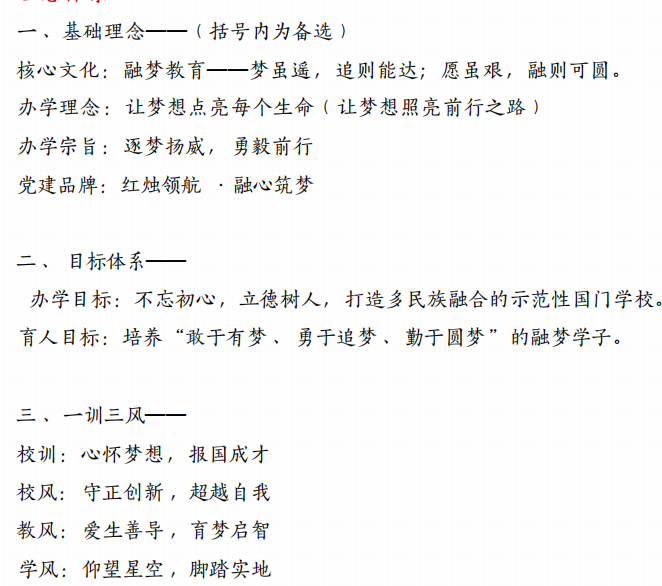 一、基础理念——（括号内为备选）
核心文化：融梦教育——梦虽遥，追则能达；愿虽艰，融则可圆。
办学理念：让梦想点亮每个生命（让梦想照亮前行之路）
办学宗旨：逐梦扬威，勇毅前行
党建品牌：红烛领航 ·融心筑梦
二、 目标体系——
办学目标：不忘初心，立德树人，打造多民族融合的示范性国门学校。
育人目标：培养“敢于有梦、勇于追梦、勤于圆梦”的融梦学子。
三、一训三风——
校训：心怀梦想，报国成才
校风：守正创新，超越自我
教风：爱生善导，育梦启智
学风：仰望星空，脚踏实地